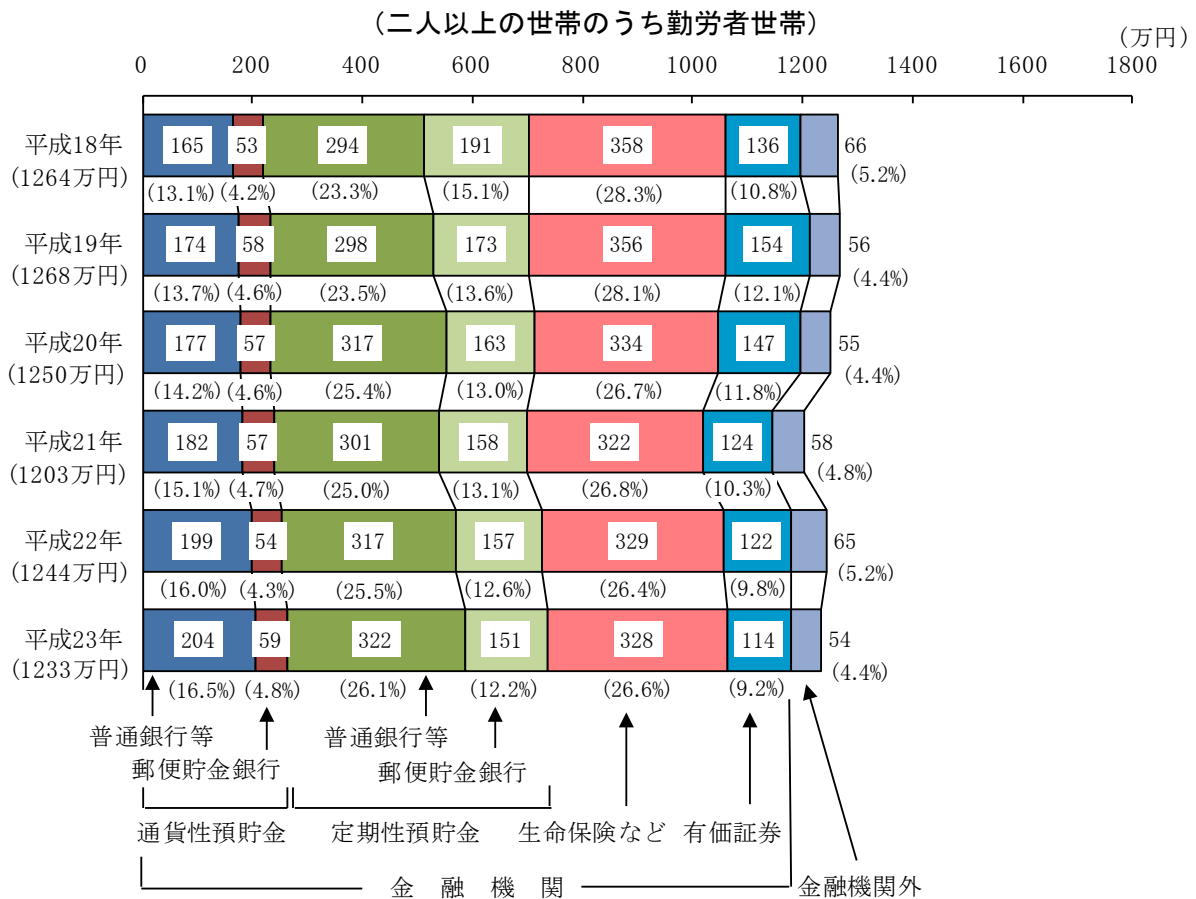 （二人以上の世帯のうち勤労者世帯）
（万円）
0 200 400 600 800 1000 1200 1400 1600 1800
平成18年 165 53 294 191 358 136 66
(1264万円) (13.1%) (4.2%) (23.3%) (15.1%) (28.3%) (10.8%) (5.2%)
平成19年 174 58 298 173 356 154 56
(1268万円) (13.7%) (4.6%) (23.5%) (13.6%) (28.1%) (12.1%) (4.4%)
平成20年 177 57 317 163 334 147 55
(1250万円) (14.2%) (4.6%) (25.4%) (13.0%) (26.7%) (11.8%) (4.4%)
平成21年 182 57 301 158 322 124 58
(1203万円) (15.1%) (4.7%) (25.0%) (13.1%) (26.8%) (10.3%) (4.8%)
平成22年 199 54 317 157 329 122 65
(1244万円) (16.0%) (4.3%) (25.5%) (12.6%) (26.4%) (9.8%) (5.2%)
平成23年 204 59 322 151 328 114 54
(1233万円) (16.5%) (4.8%) (26.1%) (12.2%) (26.6%) (9.2%) (4.4%)
普通銀行等 普通銀行等
郵便貯金銀行 郵便貯金銀行
通貨性預貯金 定期性預貯金 生命保険など 有価証券
金 融 機 関 金融機関外